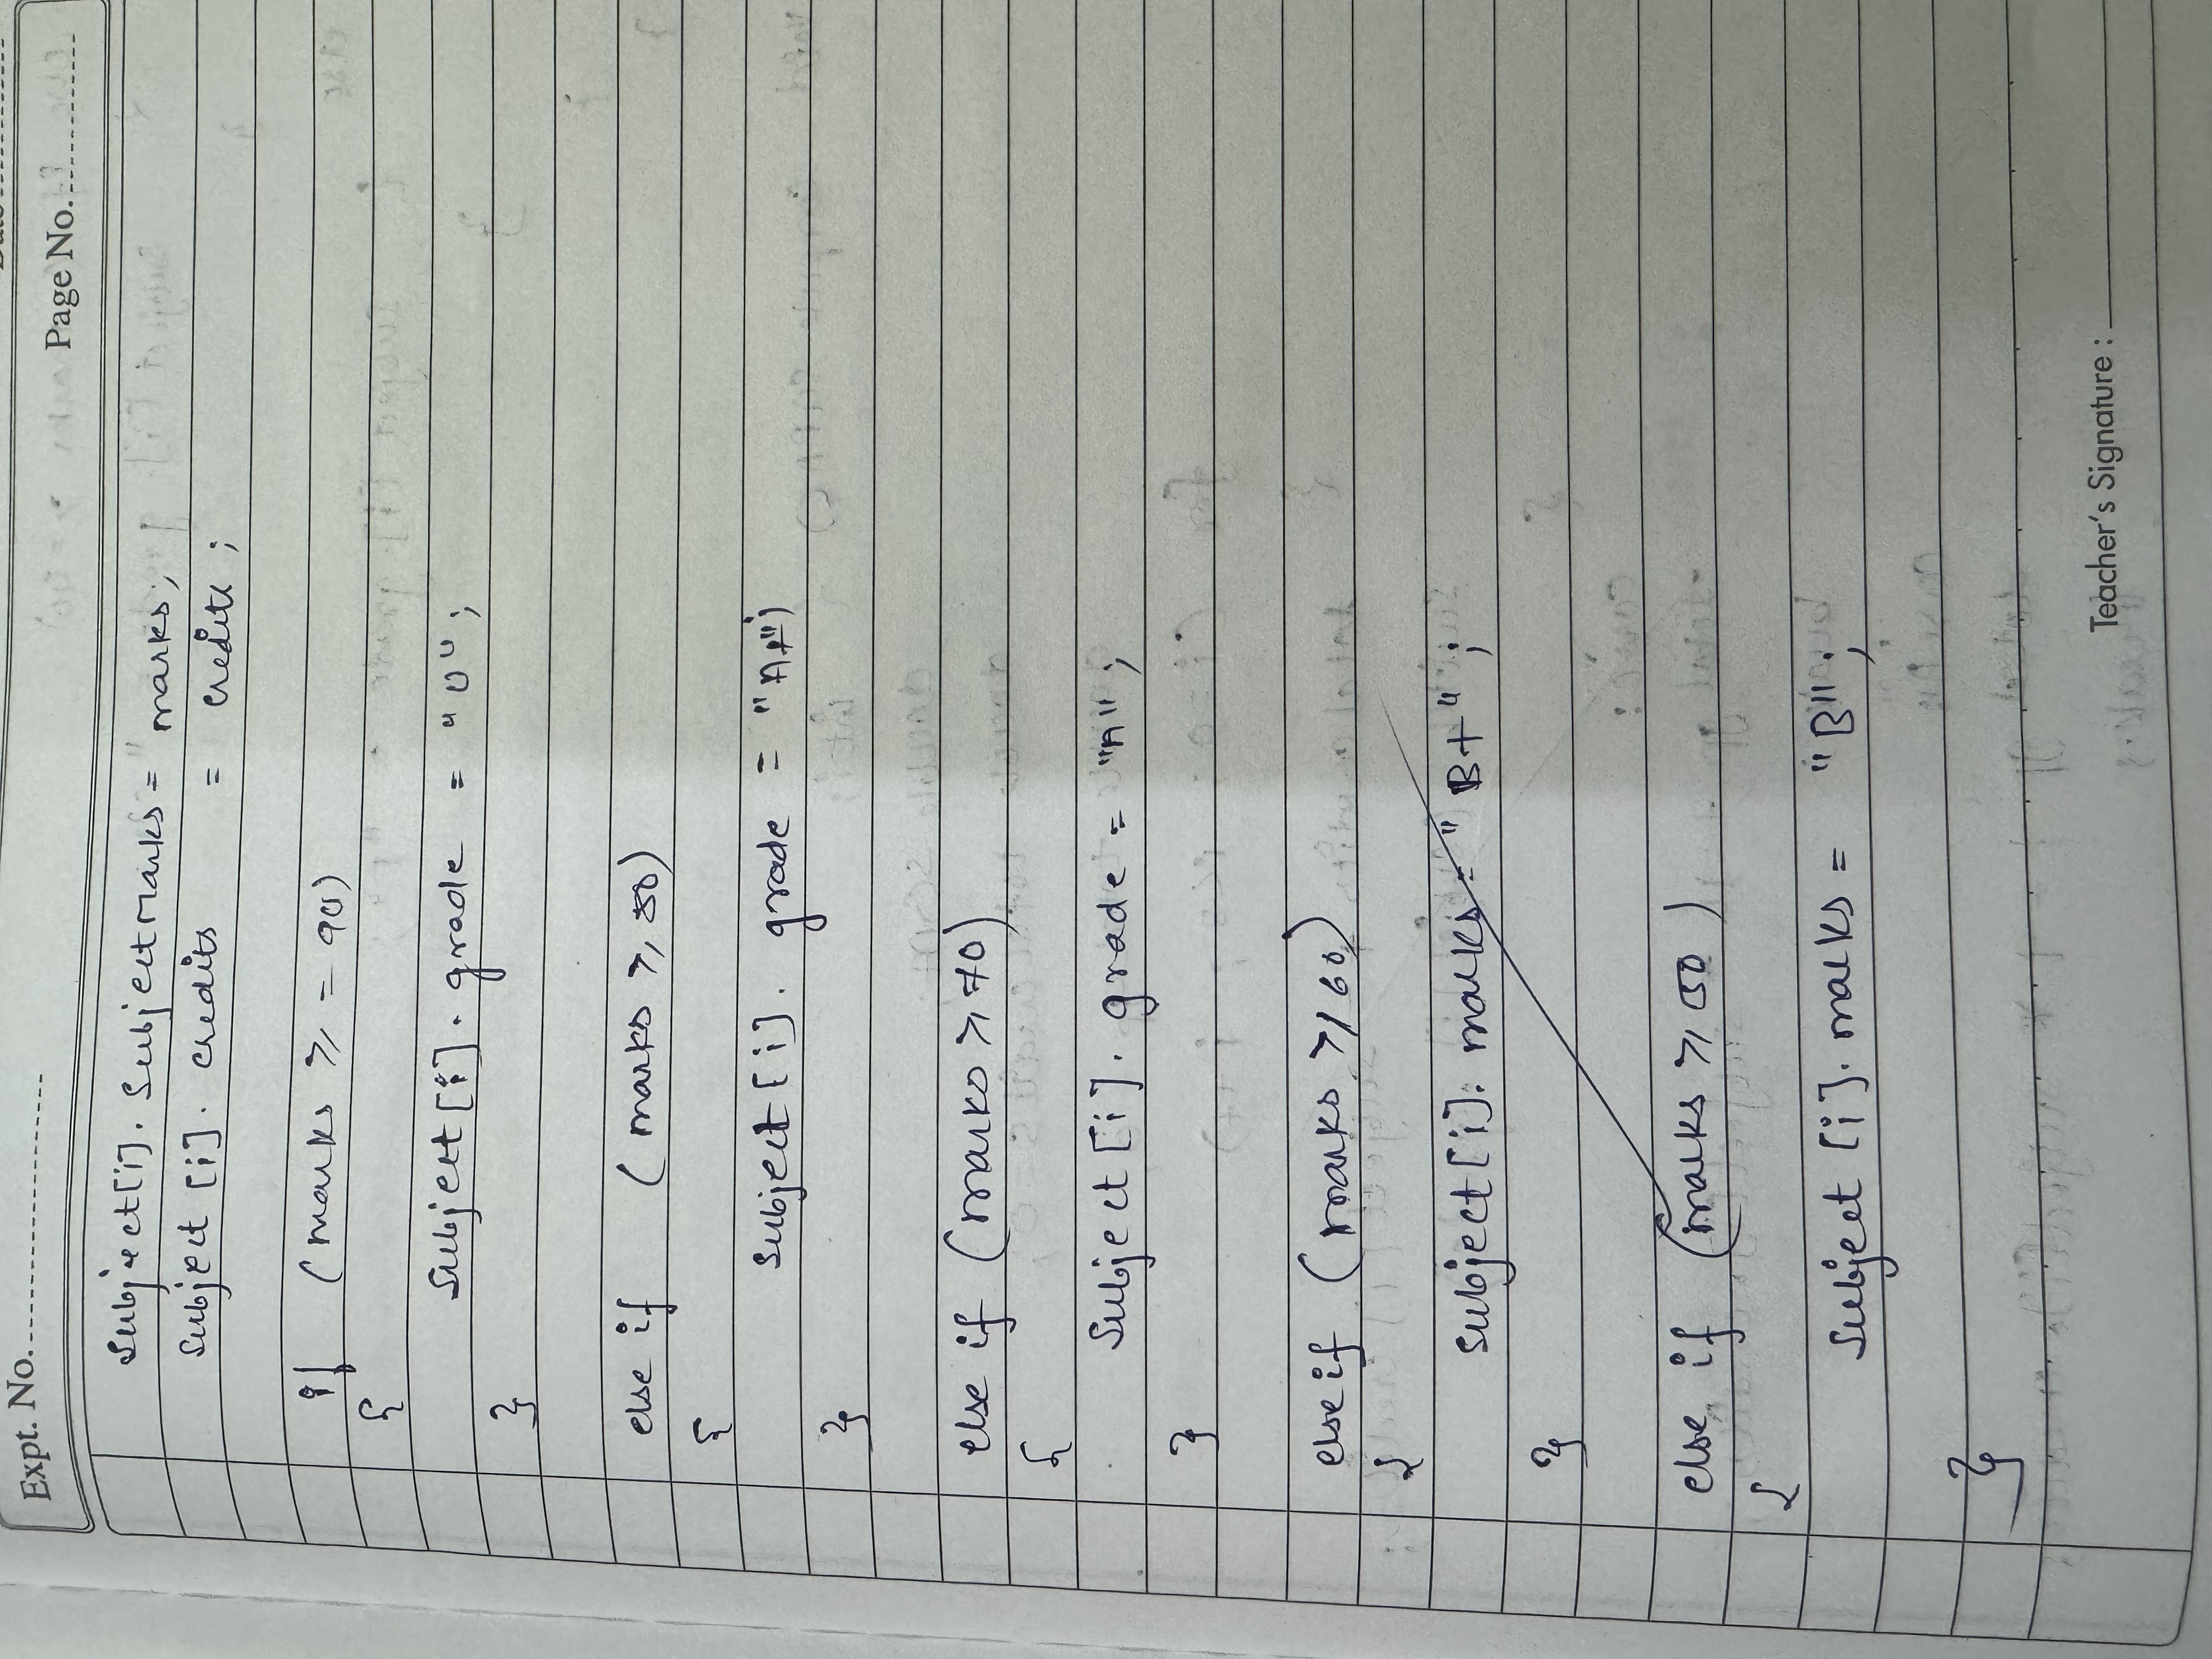 Expt. No.
Page No.
Subject[i]. SubjectMarks = marks;
Subject [i]. credits = credits ;
if (marks ⩾ = 90)
{
Subject[i]. grade = "O" ;
}
else if ( marks ⩾ 80)
{
Subject[i]. grade = "A+";
}
else if (marks ⩾ 70)
{
Subject[i]. grade = "A" ;
}
else if (marks ⩾ 60)
{
subject[i]. marks = "B+" ;
}
else if (marks ⩾ 50 )
{
Subject [i]. marks = "B" ;
}
Teacher's Signature :